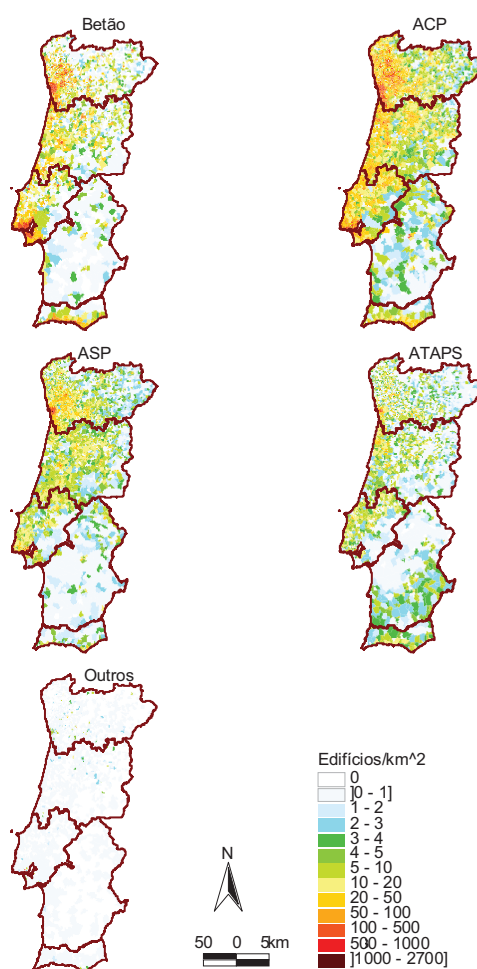 Betão
ACP
ASP
ATAPS
Outros
Edifícios/km^2
0
]0 - 1]
1 - 2
2 - 3
3 - 4
4 - 5
5 - 10
10 - 20
20 - 50
50 - 100
100 - 500
500 - 1000
]1000 - 2700]
N
50 0 5km